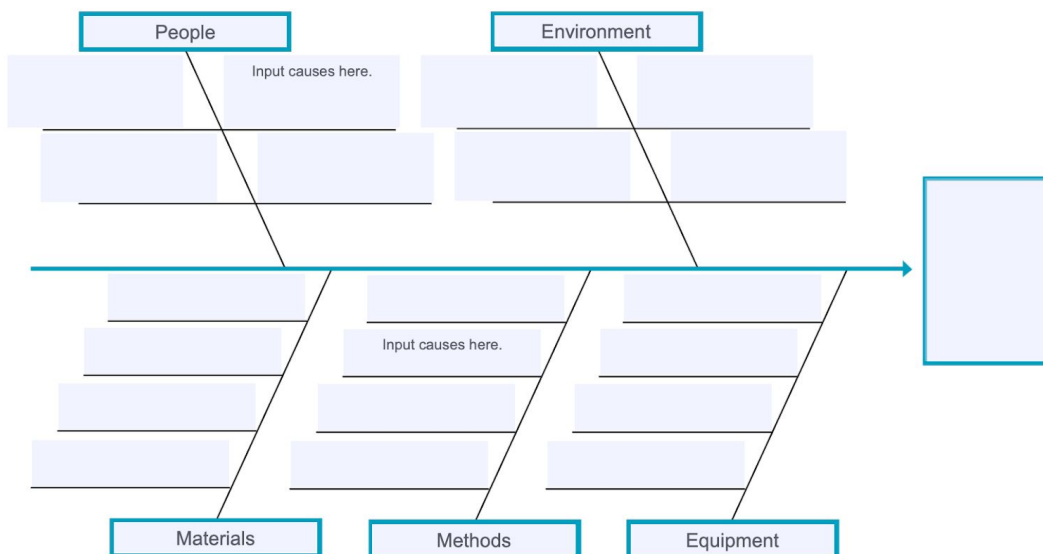 People
Environment
Input causes here.
Input causes here.
Materials
Methods
Equipment